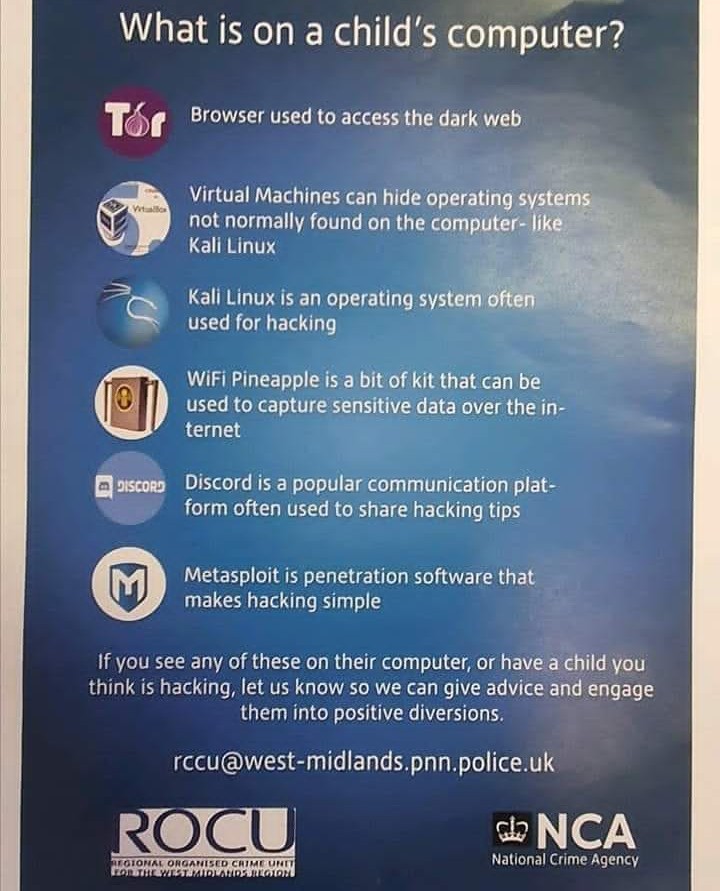 What is on a child's computer?
Tor
Browser used to access the dark web
VirtualBox
Virtual Machines can hide operating systems
not normally found on the computer- like
Kali Linux
Kali Linux is an operating system often
used for hacking
WiFi Pineapple is a bit of kit that can be
used to capture sensitive data over the in-
ternet
DISCORD
Discord is a popular communication plat-
form often used to share hacking tips
M
Metasploit is penetration software that
makes hacking simple
If you see any of these on their computer, or have a child you
think is hacking, let us know so we can give advice and engage
them into positive diversions.
rccu@west-midlands.pnn.police.uk
ROCU
REGIONAL ORGANISED CRIME UNIT
FOR THE WEST MIDLANDS REGION
NCA
National Crime Agency